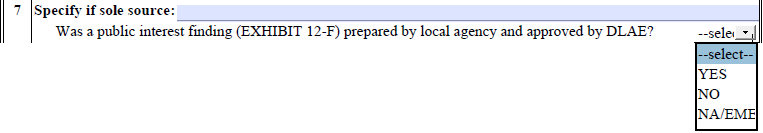 7 Specify if sole source:
Was a public interest finding (EXHIBIT 12-F) prepared by local agency and approved by DLAE? --selec
--select--
YES
NO
NA/EME